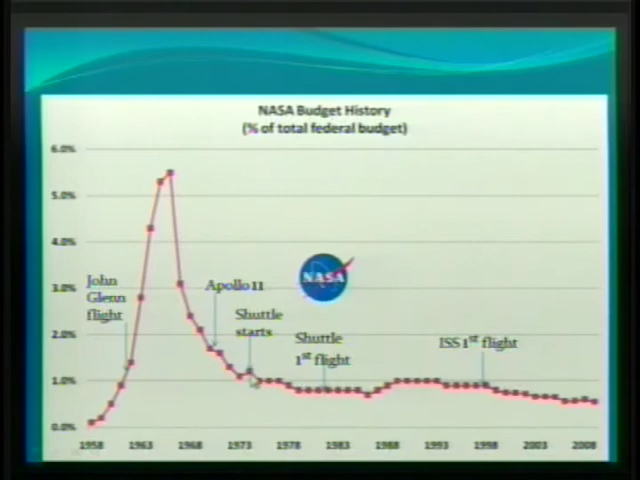 NASA Budget History
(% of total federal budget)
6.0%
5.0%
4.0%
3.0%
2.0%
1.0%
0.0%
John
Glenn
flight
Apollo 11
Shuttle
starts
NASA
Shuttle
1st flight
ISS 1st flight
1958 1963 1968 1973 1978 1983 1988 1993 1998 2003 2008